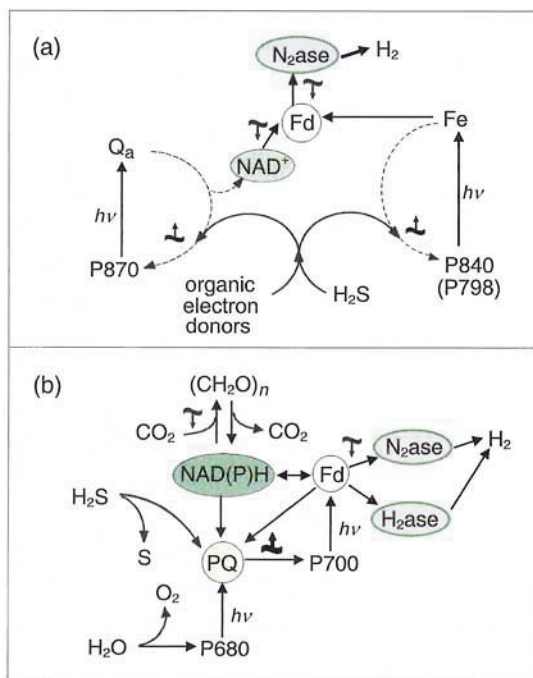 (a)
N₂ase
H₂
Fd
Fe
Qₐ
NAD⁺
hν
hν
P870
P840
(P798)
organic
electron
donors
H₂S
(b)
(CH₂O)ₙ
CO₂
CO₂
N₂ase
H₂
NAD(P)H
Fd
H₂S
H₂ase
hν
S
PQ
P700
O₂
hν
H₂O
P680